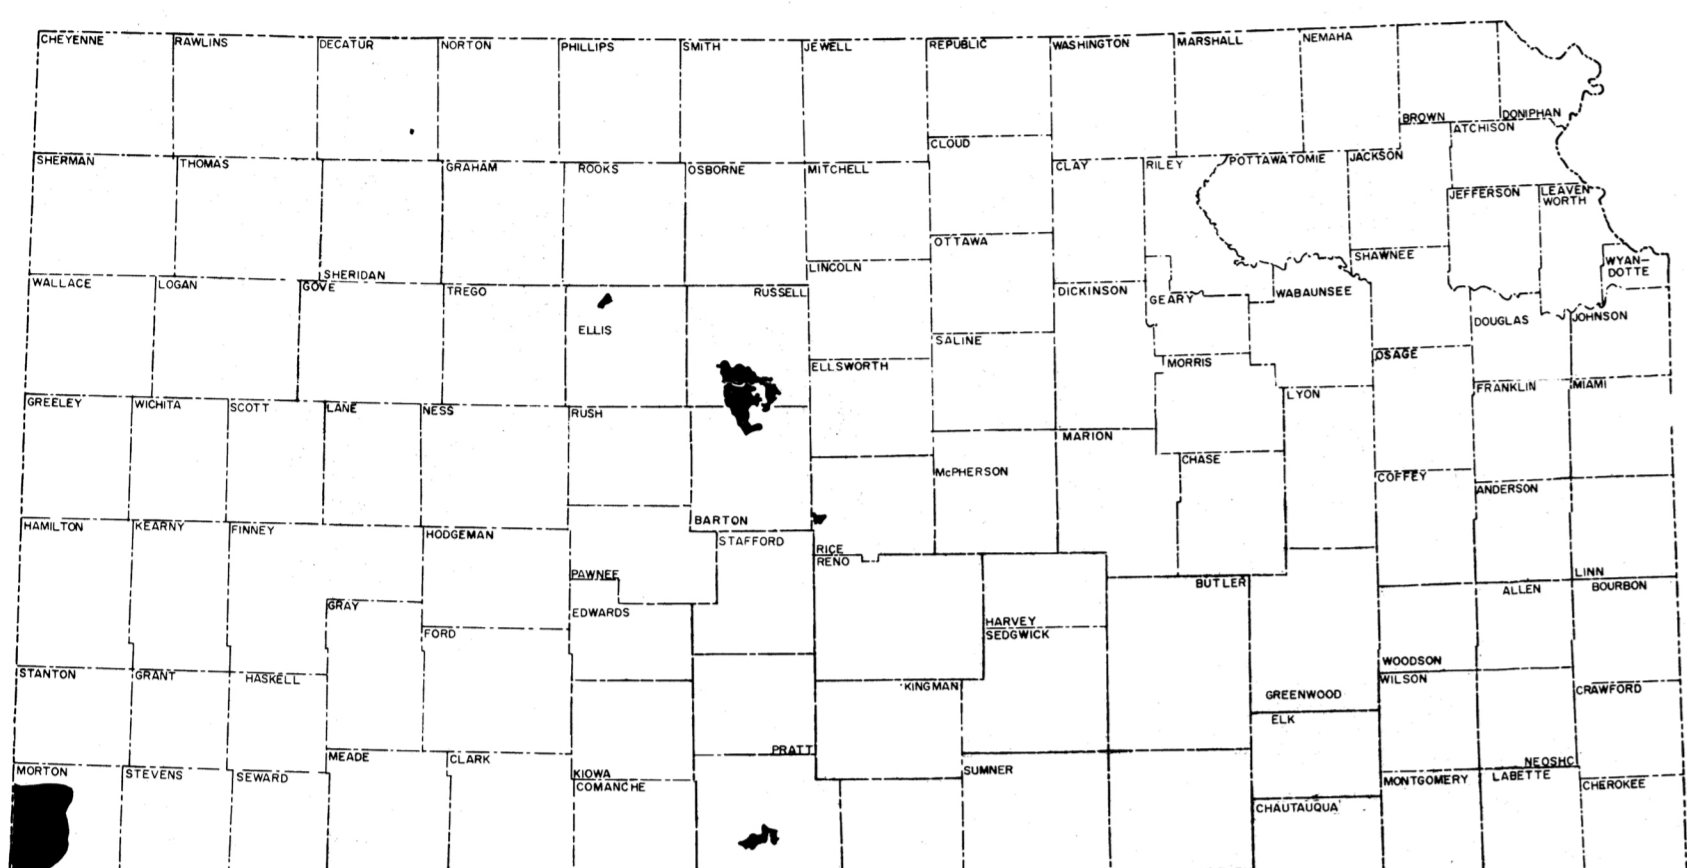 CHEYENNE
RAWLINS
DECATUR
NORTON
PHILLIPS
SMITH
JEWELL
REPUBLIC
WASHINGTON
MARSHALL
NEMAHA
BROWN
DONIPHAN
ATCHISON
SHERMAN
THOMAS
GRAHAM
ROOKS
OSBORNE
MITCHELL
CLOUD
CLAY
RILEY
POTTAWATOMIE
JACKSON
JEFFERSON
LEAVEN
WORTH
OTTAWA
SHAWNEE
WYAN-
DOTTE
WALLACE
LOGAN
GOVE
SHERIDAN
TREGO
ELLIS
RUSSELL
LINCOLN
DICKINSON
GEARY
WABAUNSEE
DOUGLAS
JOHNSON
SALINE
MORRIS
OSAGE
ELLSWORTH
LYON
FRANKLIN
MIAMI
GREELEY
WICHITA
SCOTT
LANE
NESS
RUSH
MARION
CHASE
McPHERSON
COFFEY
ANDERSON
HAMILTON
KEARNY
FINNEY
HODGEMAN
BARTON
STAFFORD
RICE
RENO
PAWNEE
EDWARDS
BUTLER
LINN
ALLEN
BOURBON
GRAY
FORD
HARVEY
SEDGWICK
WOODSON
WILSON
STANTON
GRANT
HASKELL
KINGMAN
GREENWOOD
ELK
CRAWFORD
MEADE
CLARK
PRATT
KIOWA
COMANCHE
SUMNER
NEOSHO
MORTON
STEVENS
SEWARD
CHAUTAUQUA
MONTGOMERY
LABETTE
CHEROKEE